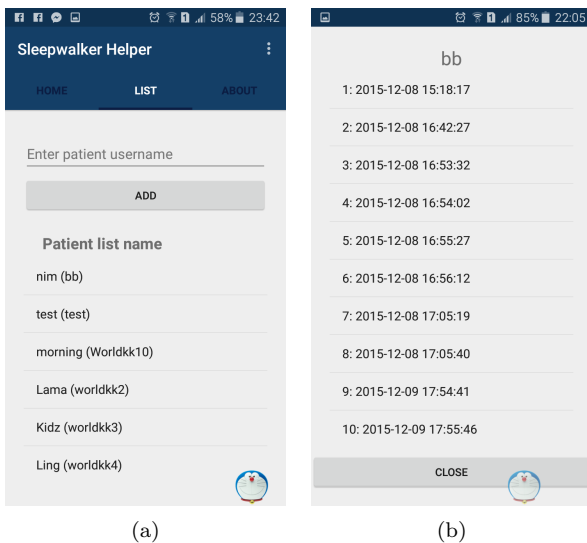 58% 23:42
Sleepwalker Helper
HOME LIST ABOUT
Enter patient username
ADD
Patient list name
nim (bb)
test (test)
morning (Worldkk10)
Lama (worldkk2)
Kidz (worldkk3)
Ling (worldkk4)
(a)
85% 22:05
bb
1: 2015-12-08 15:18:17
2: 2015-12-08 16:42:27
3: 2015-12-08 16:53:32
4: 2015-12-08 16:54:02
5: 2015-12-08 16:55:27
6: 2015-12-08 16:56:12
7: 2015-12-08 17:05:19
8: 2015-12-08 17:05:40
9: 2015-12-09 17:54:41
10: 2015-12-09 17:55:46
CLOSE
(b)